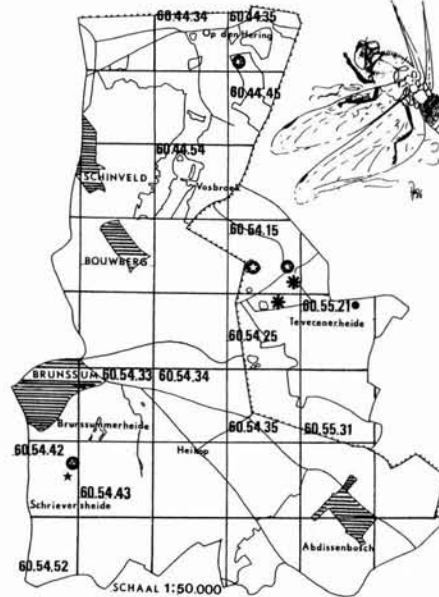 60.44.34 60.44.35
Op den Hering
60.44.45
60.44.54
SCHINVELD
Vosbroek
60.54.15
BOUWBERG
60.55.21
Tevecenerheide
60.54.25
BRUNSSUM 60.54.33 60.54.34
Brunssummerheide
60.54.35 60.55.31
60.54.42
Heihop
60.54.43
Schrieversheide
Abdissenbosch
60.54.52
SCHAAL 1:50.000